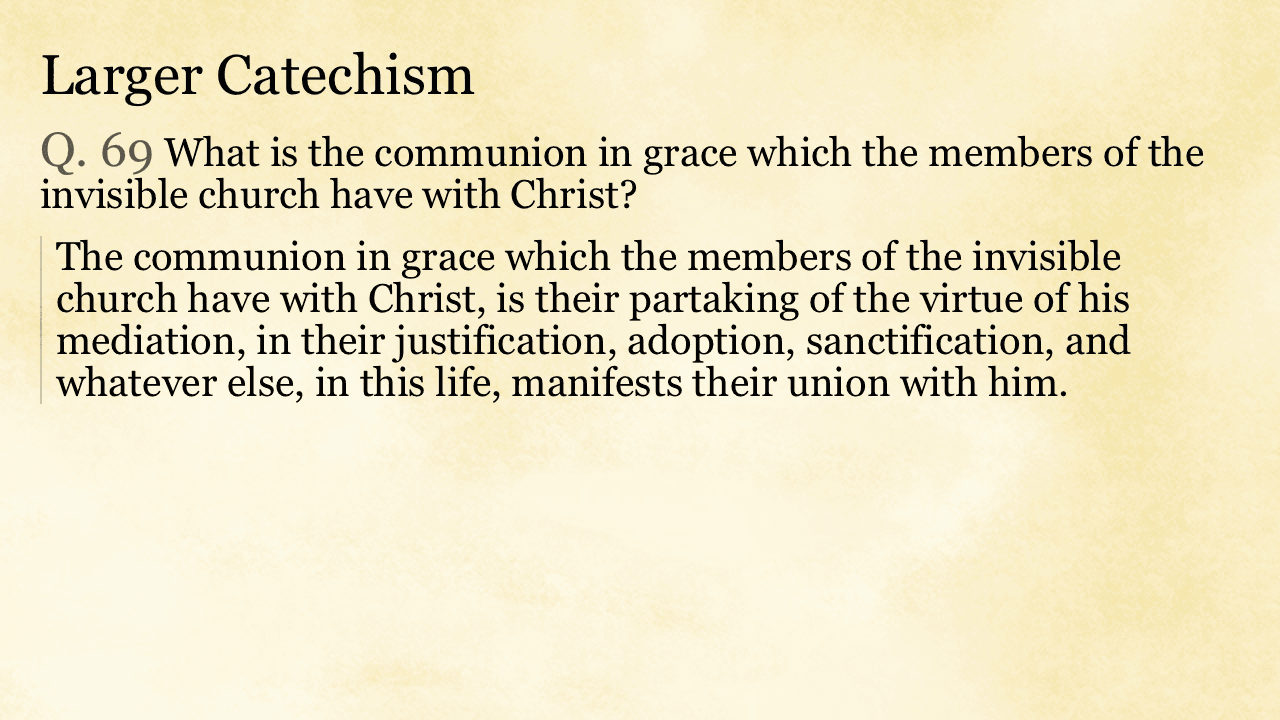 Larger Catechism
Q. 69 What is the communion in grace which the members of the
invisible church have with Christ?
The communion in grace which the members of the invisible
church have with Christ, is their partaking of the virtue of his
mediation, in their justification, adoption, sanctification, and
whatever else, in this life, manifests their union with him.